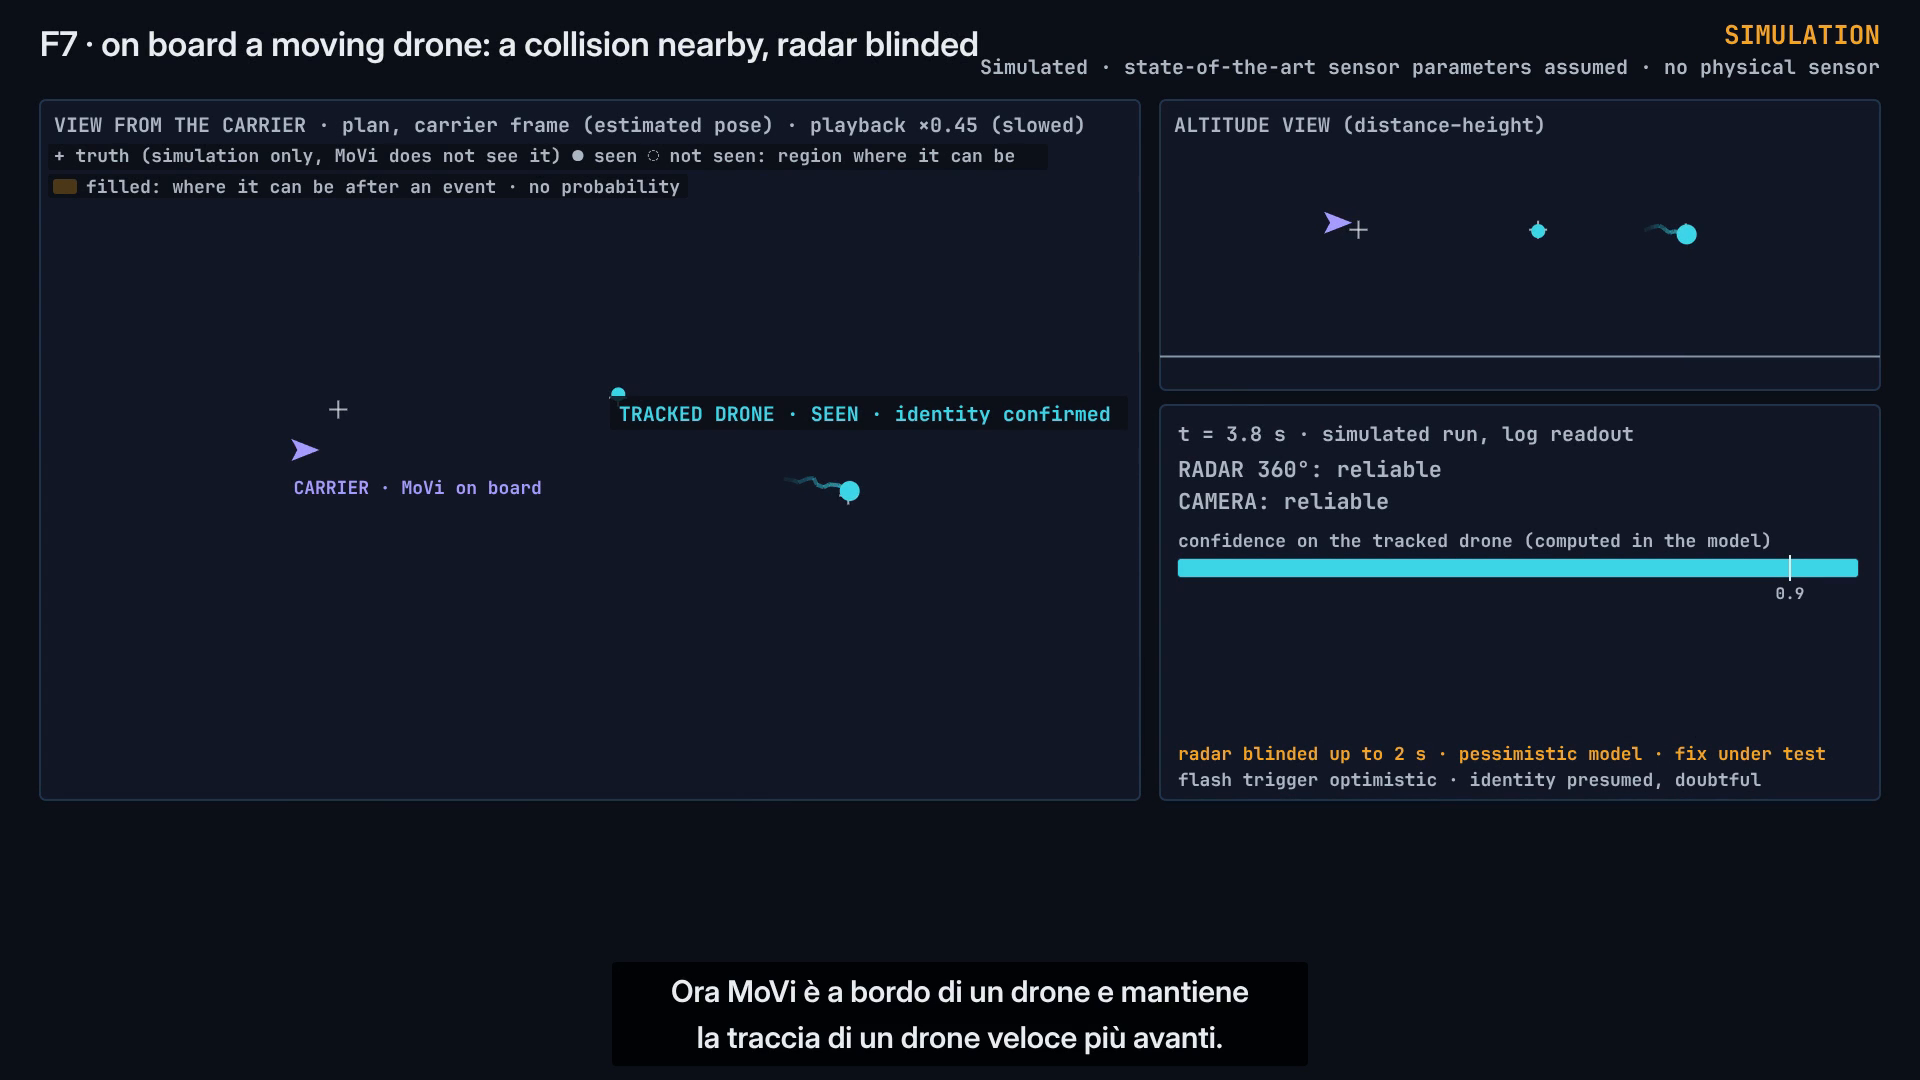 F7 · on board a moving drone: a collision nearby, radar blinded
SIMULATION
Simulated · state-of-the-art sensor parameters assumed · no physical sensor
VIEW FROM THE CARRIER · plan, carrier frame (estimated pose) · playback ×0.45 (slowed)
+ truth (simulation only, MoVi does not see it) ● seen ◌ not seen: region where it can be
filled: where it can be after an event · no probability
TRACKED DRONE · SEEN · identity confirmed
CARRIER · MoVi on board
ALTITUDE VIEW (distance-height)
t = 3.8 s · simulated run, log readout
RADAR 360°: reliable
CAMERA: reliable
confidence on the tracked drone (computed in the model)
0.9
radar blinded up to 2 s · pessimistic model · fix under test
flash trigger optimistic · identity presumed, doubtful
Ora MoVi è a bordo di un drone e mantiene
la traccia di un drone veloce più avanti.